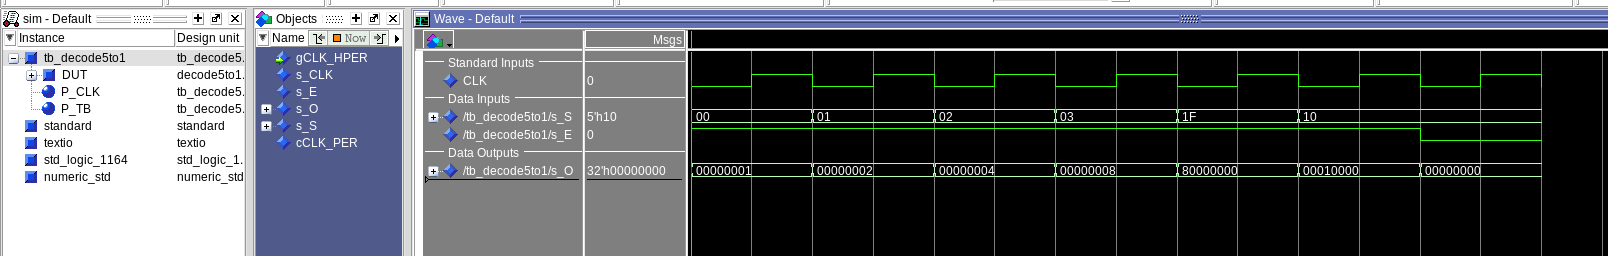 sim - Default
Instance Design unit
tb_decode5to1 tb_decode5.
DUT decode5to1.
P_CLK tb_decode5.
P_TB tb_decode5.
standard standard
textio textio
std_logic_1164 std_logic_1.
numeric_std numeric_std
Objects
Name Now
gCLK_HPER
s_CLK
s_E
s_O
s_S
cCLK_PER
Wave - Default
Msgs
Standard Inputs
CLK 0
Data Inputs
/tb_decode5to1/s_S 5'h10 00 01 02 03 1F 10
/tb_decode5to1/s_E 0
Data Outputs
/tb_decode5to1/s_O 32'h00000000 00000001 00000002 00000004 00000008 80000000 00010000 00000000